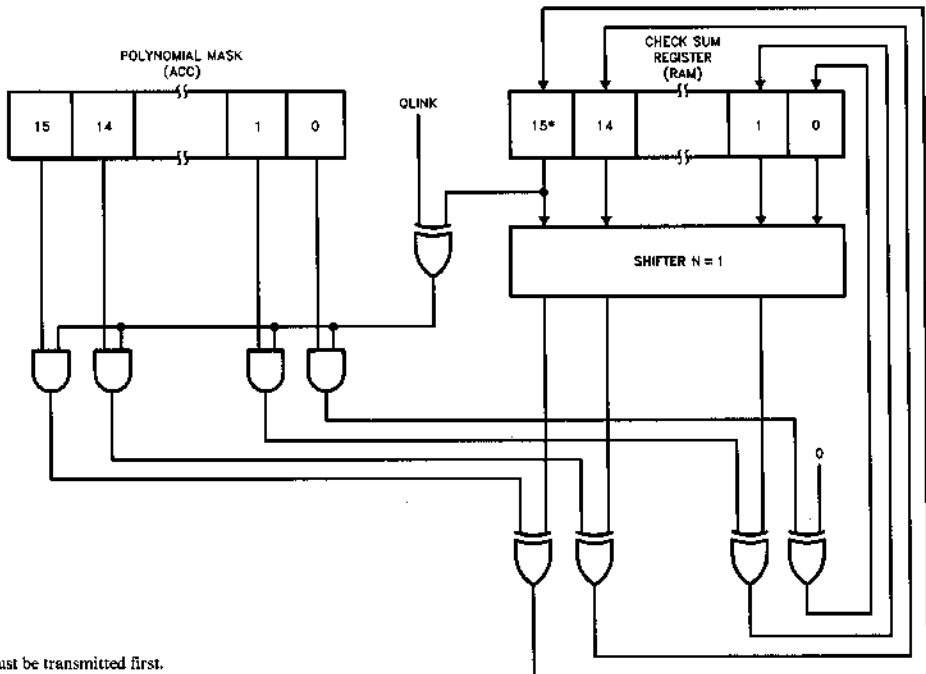 POLYNOMIAL MASK
(ACC)
15 14 1 0
QLINK
CHECK SUM
REGISTER
(RAM)
15* 14 1 0
SHIFTER N = 1
0
ust be transmitted first.